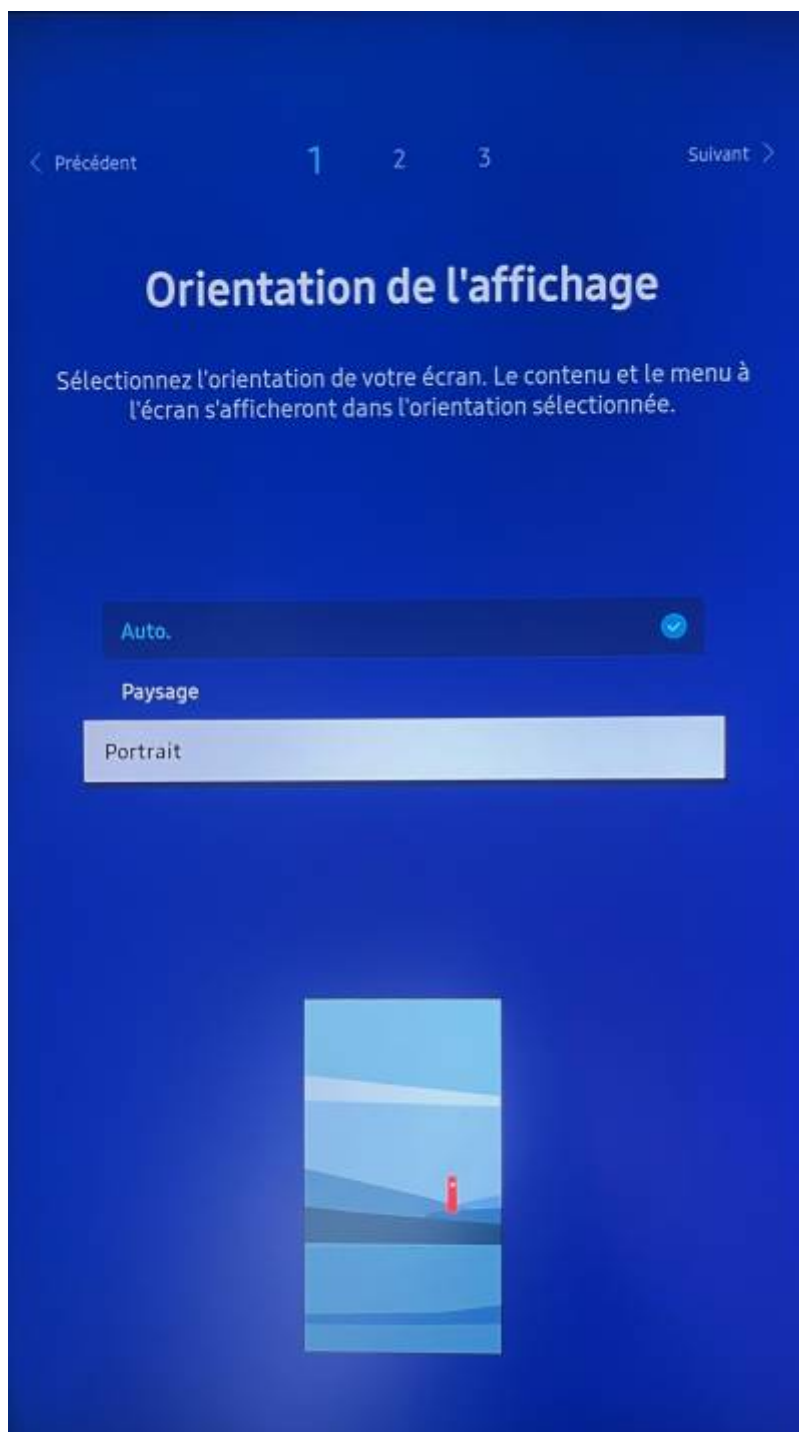 Précédent
1
2
3
Suivant
Orientation de l'affichage
Sélectionnez l'orientation de votre écran. Le contenu et le menu à
l'écran s'afficheront dans l'orientation sélectionnée.
Auto.
Paysage
Portrait